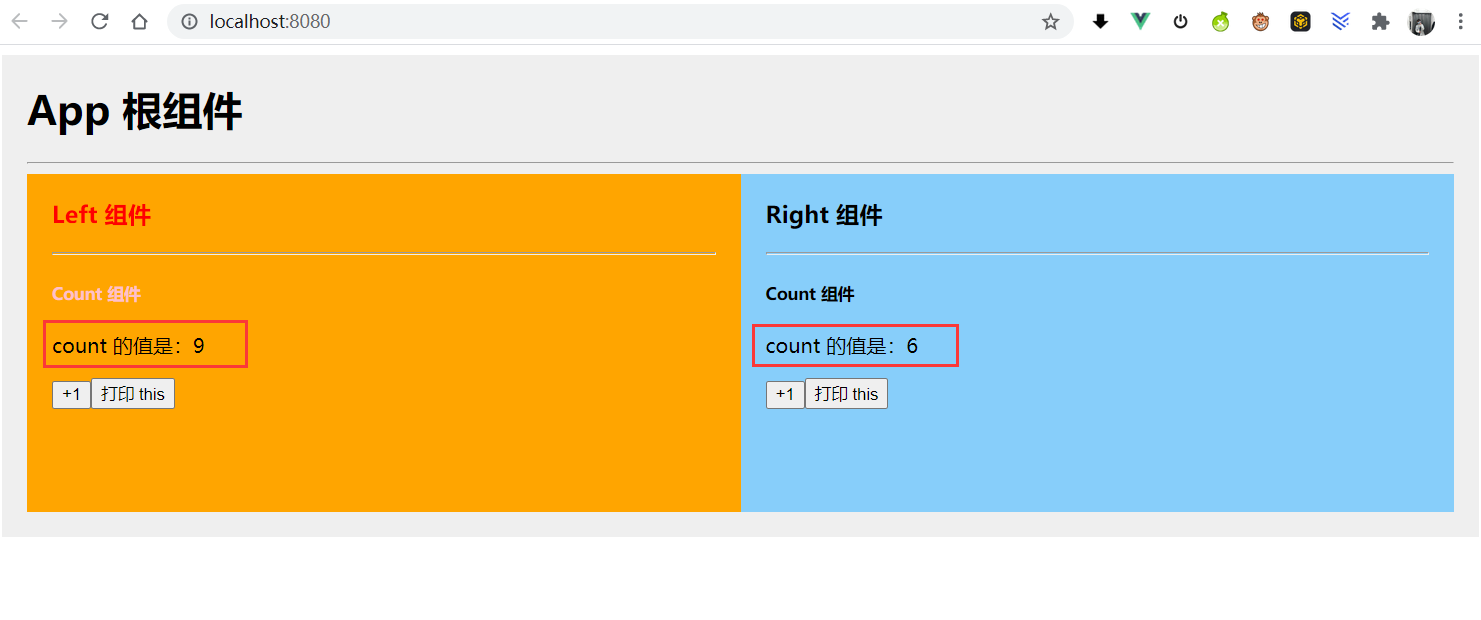 localhost:8080
App 根组件
Left 组件
Count 组件
count 的值是：9
+1 打印 this
Right 组件
Count 组件
count 的值是：6
+1 打印 this